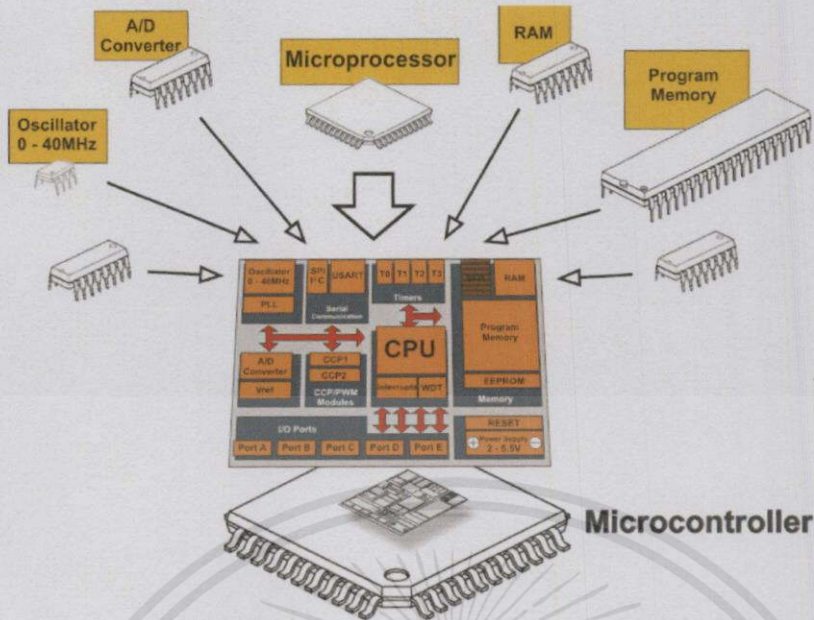 A/D
Converter
Microprocessor
RAM
Program
Memory
Oscillator
0 - 40MHz
Oscillator
0 - 40MHz
PLL
SPI
I²C
USART
Serial
Communication
T0 T1 T2 T3
Timers
RAM
Program
Memory
EEPROM
Memory
A/D
Converter
Vref
CCP1
CCP2
CCP/PWM
Modules
CPU
Interrupts
WDT
I/O Ports
Port A Port B Port C Port D Port E
RESET
Power Supply
2 - 5.5V
Microcontroller